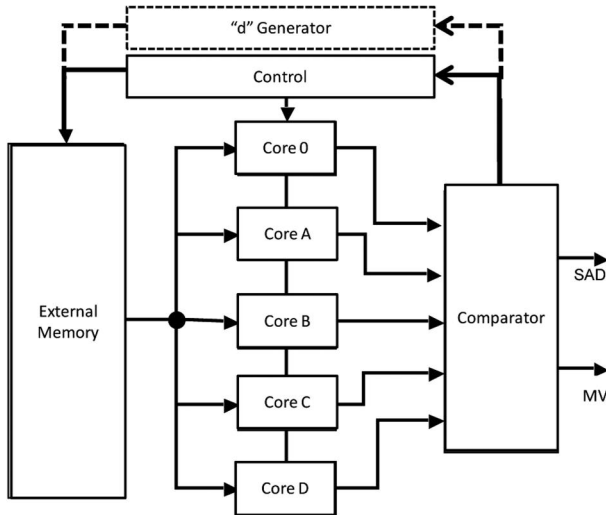 “d” Generator
Control
Core 0
Core A
Core B
Core C
Core D
External
Memory
Comparator
SAD
MV